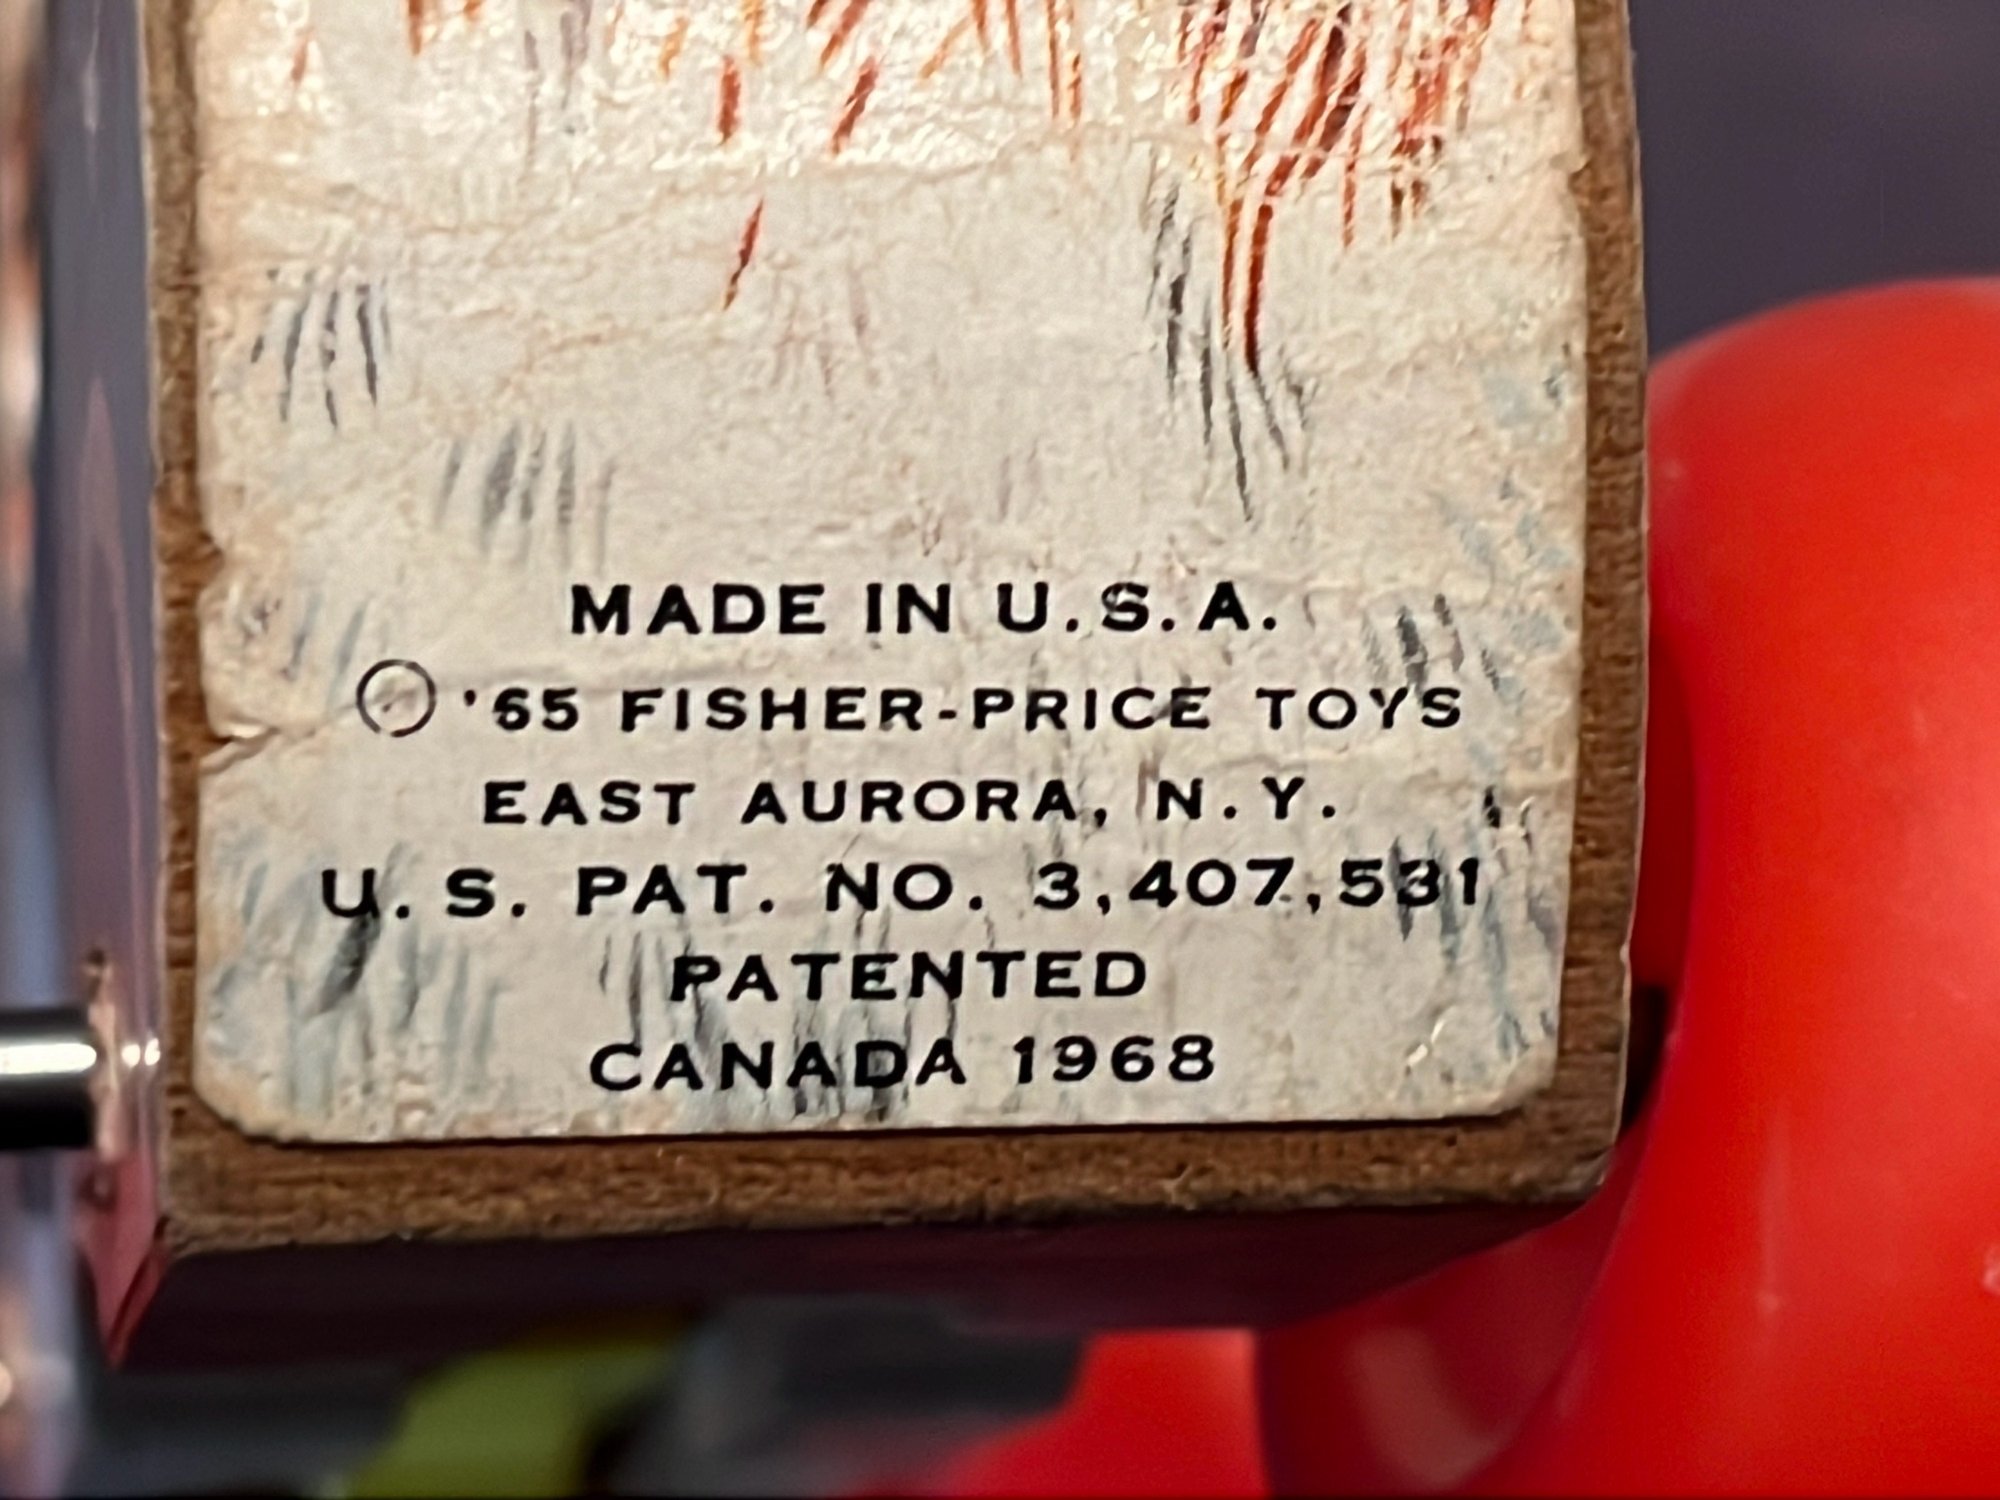 MADE IN U.S.A.
© '65 FISHER-PRICE TOYS
EAST AURORA, N.Y.
U.S. PAT. NO. 3,407,531
PATENTED
CANADA 1968